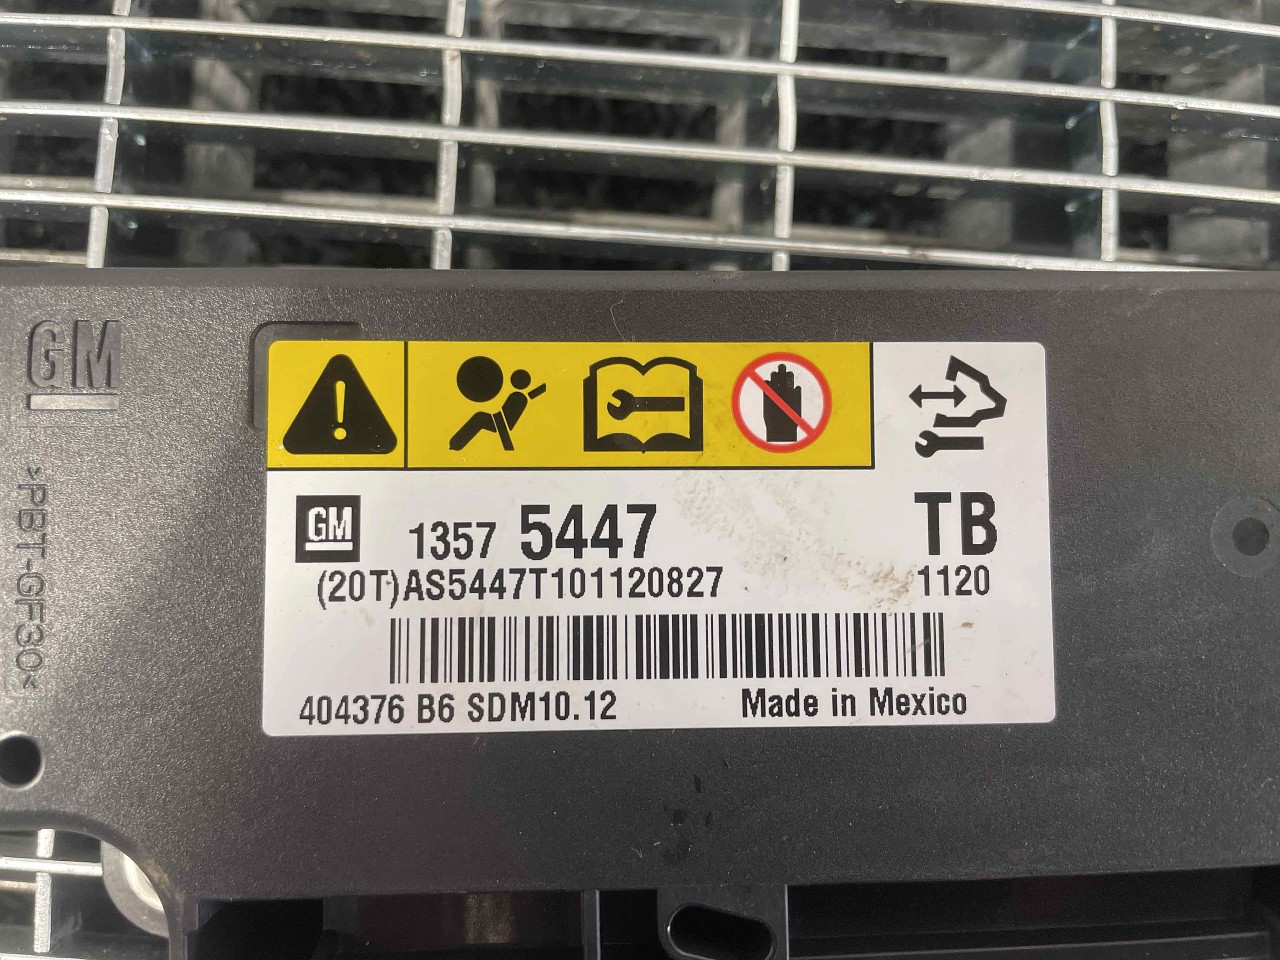 GM
>PBT-GF30<
GM 1357 5447 TB
(20T)AS5447T101120827 1120
404376 B6 SDM10.12 Made in Mexico